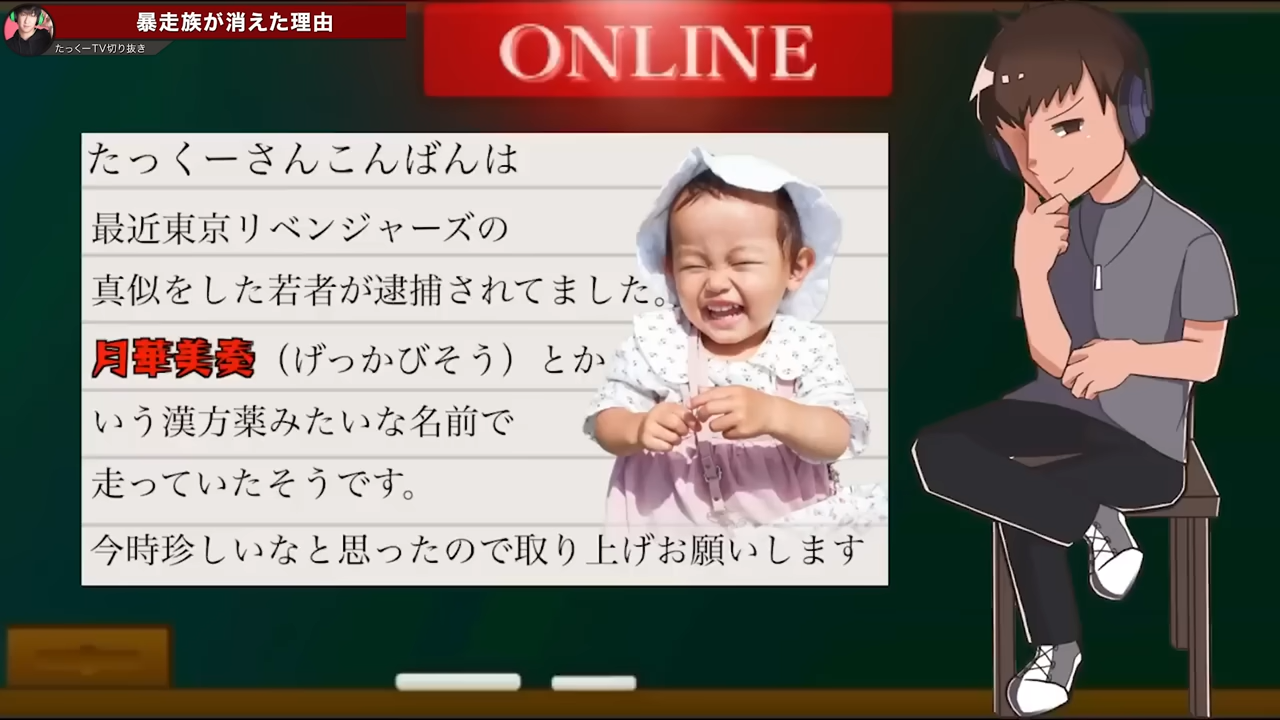 暴走族が消えた理由
たっくーTV切り抜き
ONLINE
たっくーさんこんばんは
最近東京リベンジャーズの
真似をした若者が逮捕されてました。
月華美奏（げっかびそう）とか
いう漢方薬みたいな名前で
走っていたそうです。
今時珍しいなと思ったので取り上げお願いします